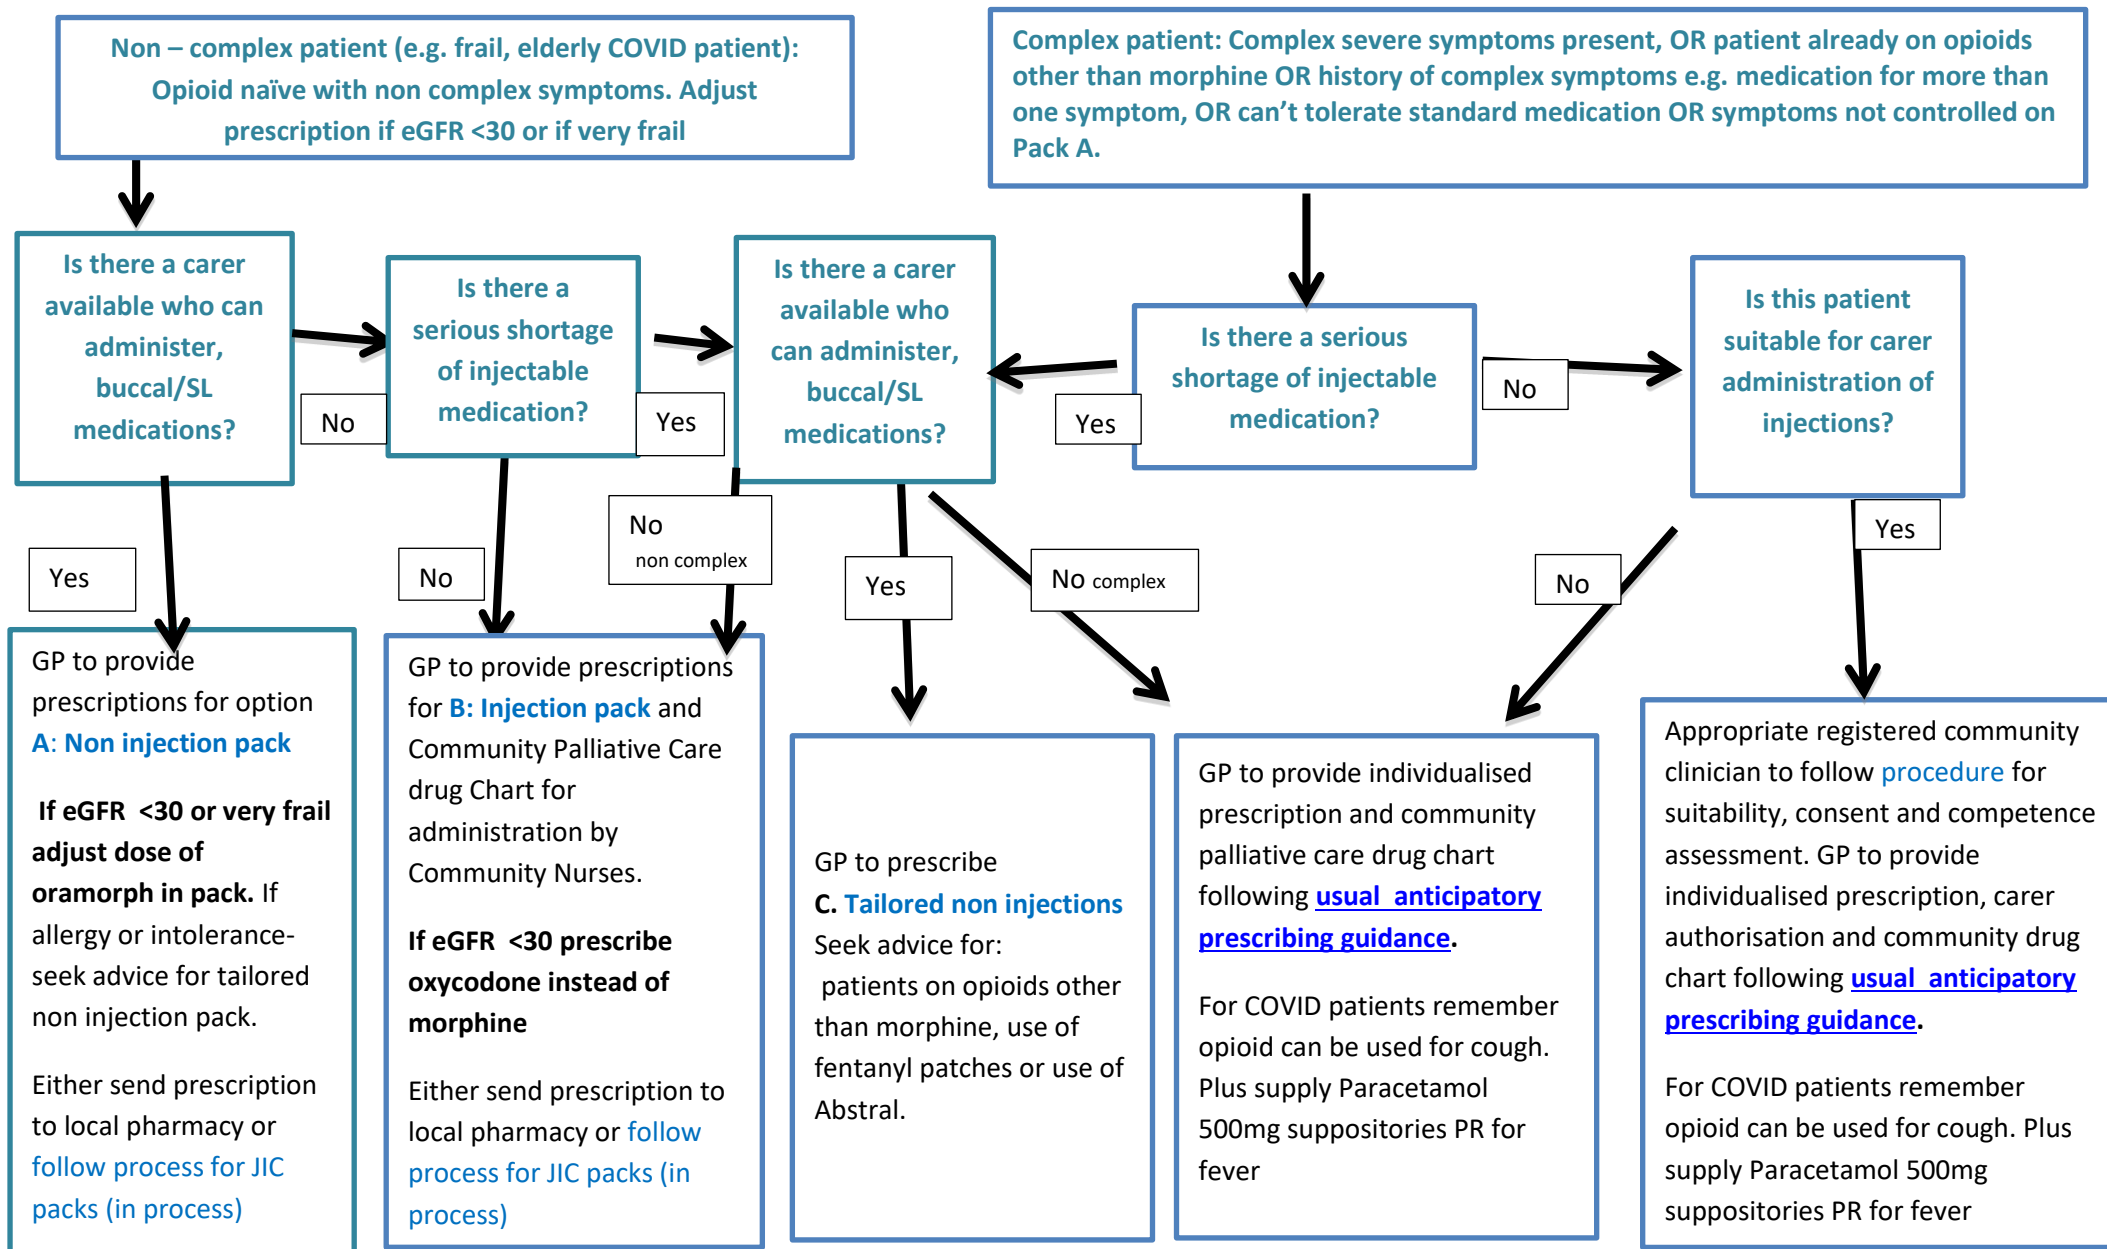 Non – complex patient (e.g. frail, elderly COVID patient):
Opioid naïve with non complex symptoms. Adjust
prescription if eGFR <30 or if very frail
Complex patient: Complex severe symptoms present, OR patient already on opioids
other than morphine OR history of complex symptoms e.g. medication for more than
one symptom, OR can't tolerate standard medication OR symptoms not controlled on
Pack A.
Is there a carer
available who can
administer,
buccal/SL
medications?
No
Yes
Is there a
serious shortage
of injectable
medication?
Yes
No
Is there a carer
available who
can administer,
buccal/SL
medications?
No
non complex
Yes
No complex
Is there a serious
shortage of injectable
medication?
Yes
No
Is this patient
suitable for carer
administration of
injections?
No
Yes
GP to provide
prescriptions for option
A: Non injection pack
If eGFR <30 or very frail
adjust dose of
oramorph in pack. If
allergy or intolerance-
seek advice for tailored
non injection pack.
Either send prescription
to local pharmacy or
follow process for JIC
packs (in process)
GP to provide prescriptions
for B: Injection pack and
Community Palliative Care
drug Chart for
administration by
Community Nurses.
If eGFR <30 prescribe
oxycodone instead of
morphine
Either send prescription to
local pharmacy or follow
process for JIC packs (in
process)
GP to prescribe
C. Tailored non injections
Seek advice for:
patients on opioids other
than morphine, use of
fentanyl patches or use of
Abstral.
GP to provide individualised
prescription and community
palliative care drug chart
following usual anticipatory
prescribing guidance.
For COVID patients remember
opioid can be used for cough.
Plus supply Paracetamol
500mg suppositories PR for
fever
Appropriate registered community
clinician to follow procedure for
suitability, consent and competence
assessment. GP to provide
individualised prescription, carer
authorisation and community drug
chart following usual anticipatory
prescribing guidance.
For COVID patients remember
opioid can be used for cough. Plus
supply Paracetamol 500mg
suppositories PR for fever